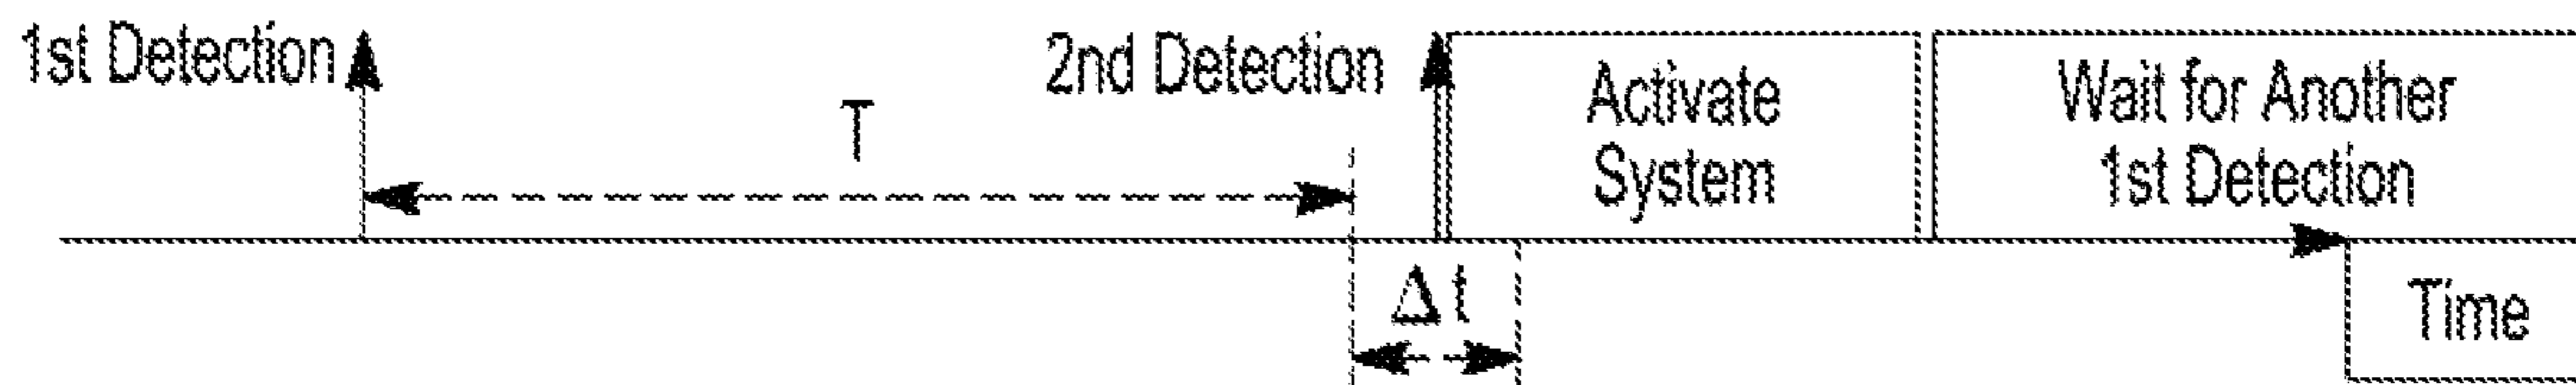 1st Detection
T
2nd Detection
Activate
System
Wait for Another
1st Detection
Δt
Time